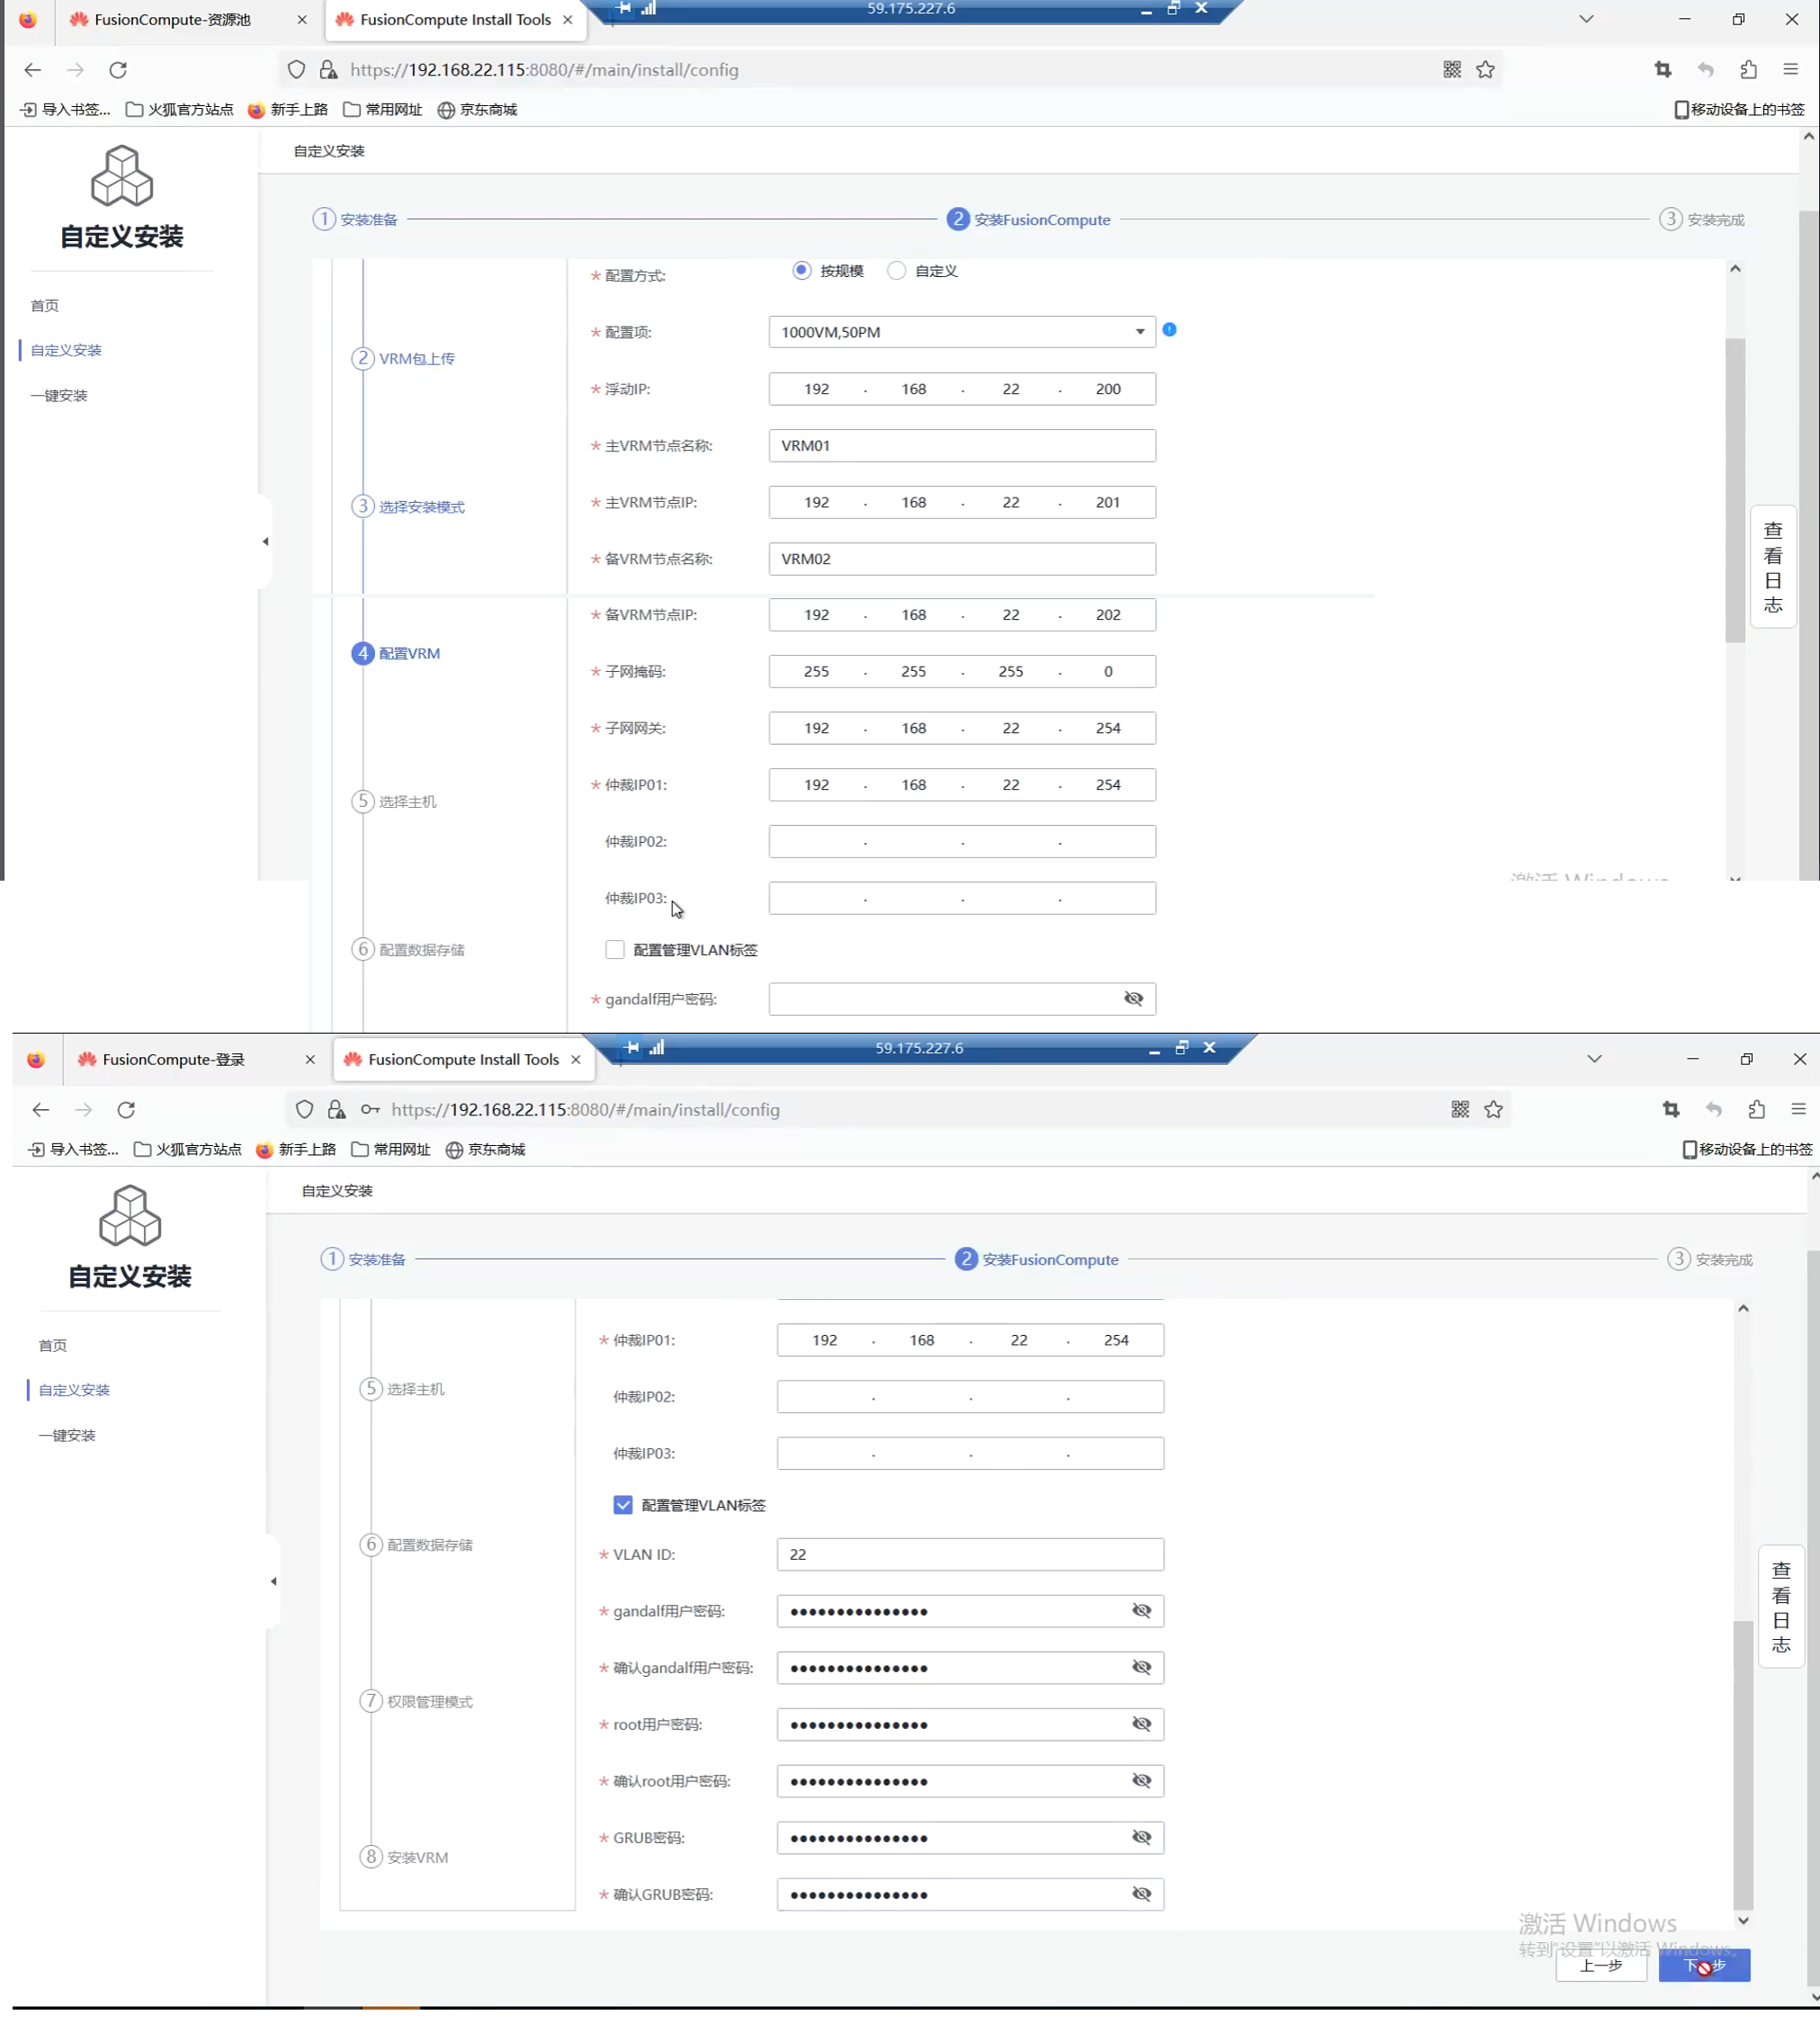 FusionCompute-资源池
FusionCompute Install Tools
59.175.227.6
https://192.168.22.115:8080/#/main/install/config
导入书签... 火狐官方站点 新手上路 常用网址 京东商城
移动设备上的书签
自定义安装
自定义安装
首页
自定义安装
一键安装
1 安装准备
2 安装FusionCompute
3 安装完成
2 VRM包上传
3 选择安装模式
4 配置VRM
5 选择主机
6 配置数据存储
* 配置方式: 按规模 自定义
* 配置项: 1000VM,50PM
* 浮动IP: 192 . 168 . 22 . 200
* 主VRM节点名称: VRM01
* 主VRM节点IP: 192 . 168 . 22 . 201
* 备VRM节点名称: VRM02
* 备VRM节点IP: 192 . 168 . 22 . 202
* 子网掩码: 255 . 255 . 255 . 0
* 子网网关: 192 . 168 . 22 . 254
* 仲裁IP01: 192 . 168 . 22 . 254
仲裁IP02: . . .
仲裁IP03: . . .
配置管理VLAN标签
* gandalf用户密码:
查看日志
激活 Windows
FusionCompute-登录
FusionCompute Install Tools
59.175.227.6
https://192.168.22.115:8080/#/main/install/config
导入书签... 火狐官方站点 新手上路 常用网址 京东商城
移动设备上的书签
自定义安装
自定义安装
首页
自定义安装
一键安装
1 安装准备
2 安装FusionCompute
3 安装完成
5 选择主机
6 配置数据存储
7 权限管理模式
8 安装VRM
* 仲裁IP01: 192 . 168 . 22 . 254
仲裁IP02: . . .
仲裁IP03: . . .
配置管理VLAN标签
* VLAN ID: 22
* gandalf用户密码: •••••••••••••••
* 确认gandalf用户密码: •••••••••••••••
* root用户密码: •••••••••••••••
* 确认root用户密码: •••••••••••••••
* GRUB密码: •••••••••••••••
* 确认GRUB密码: •••••••••••••••
查看日志
激活 Windows
转到"设置"以激活 Windows。
上一步
下一步